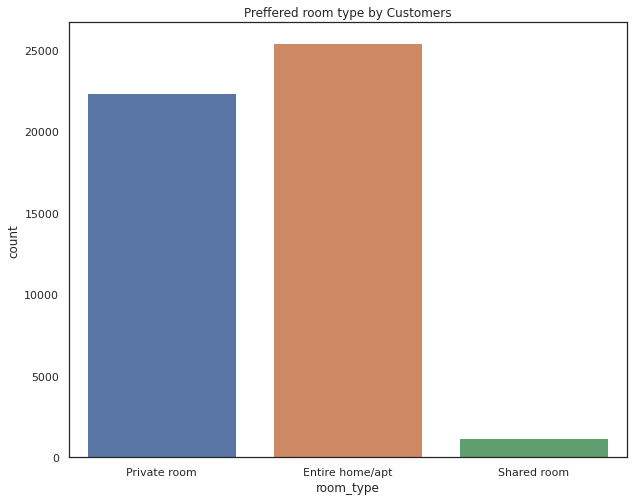 Preffered room type by Customers
25000
20000
15000
10000
5000
0
count
Private room
Entire home/apt
Shared room
room_type